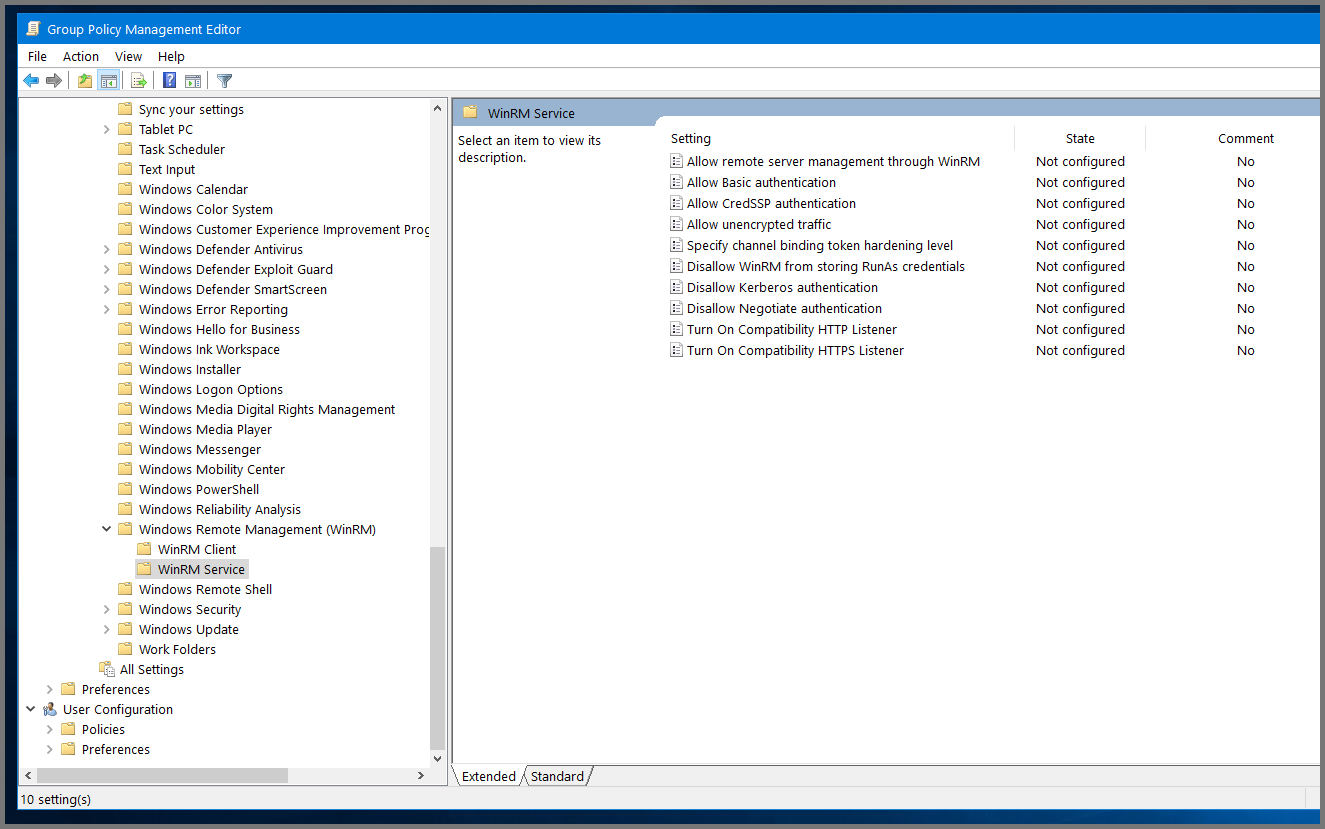 Group Policy Management Editor
File Action View Help
Sync your settings
Tablet PC
Task Scheduler
Text Input
Windows Calendar
Windows Color System
Windows Customer Experience Improvement Prog
Windows Defender Antivirus
Windows Defender Exploit Guard
Windows Defender SmartScreen
Windows Error Reporting
Windows Hello for Business
Windows Ink Workspace
Windows Installer
Windows Logon Options
Windows Media Digital Rights Management
Windows Media Player
Windows Messenger
Windows Mobility Center
Windows PowerShell
Windows Reliability Analysis
Windows Remote Management (WinRM)
WinRM Client
WinRM Service
Windows Remote Shell
Windows Security
Windows Update
Work Folders
All Settings
Preferences
User Configuration
Policies
Preferences
WinRM Service
Select an item to view its
description.
Setting State Comment
Allow remote server management through WinRM Not configured No
Allow Basic authentication Not configured No
Allow CredSSP authentication Not configured No
Allow unencrypted traffic Not configured No
Specify channel binding token hardening level Not configured No
Disallow WinRM from storing RunAs credentials Not configured No
Disallow Kerberos authentication Not configured No
Disallow Negotiate authentication Not configured No
Turn On Compatibility HTTP Listener Not configured No
Turn On Compatibility HTTPS Listener Not configured No
Extended Standard
10 setting(s)